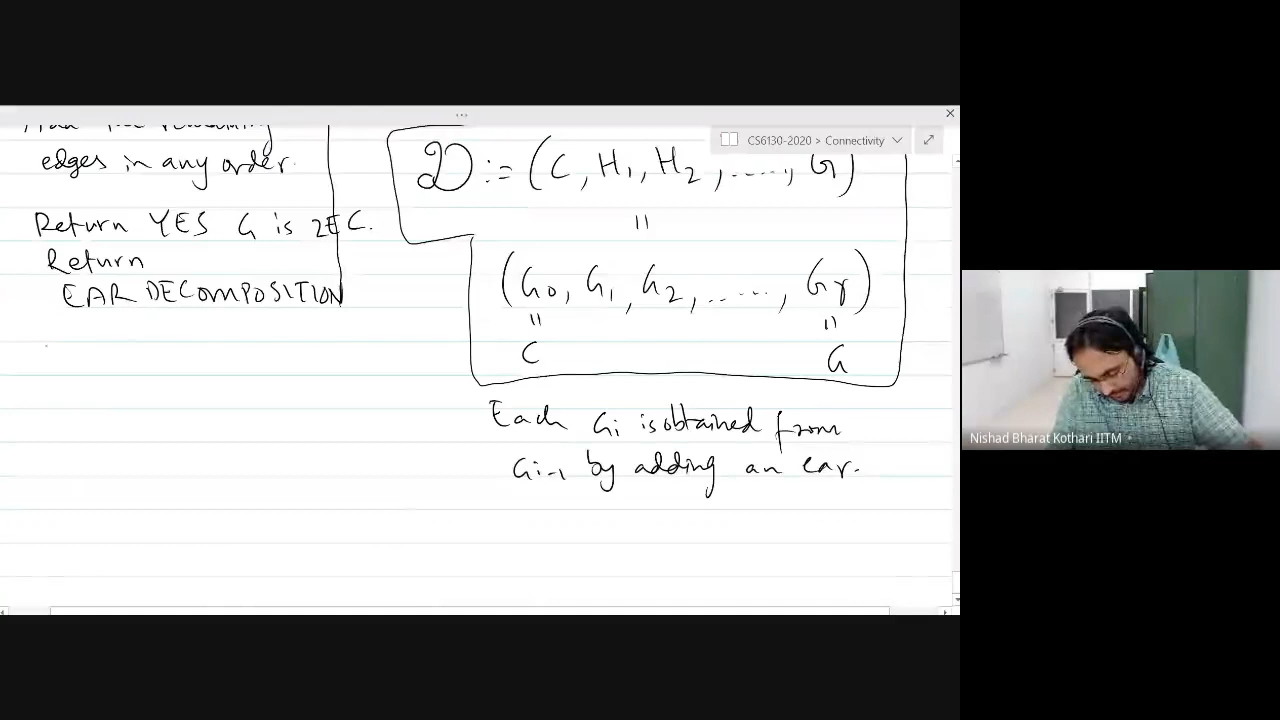 edges in any order.
Return YES G is 2EC.
Return
EAR DECOMPOSITION
CS6130-2020 > Connectivity
D := (C, H1, H2, ....., G)
=
(G0, G1, G2, ......, Gr)
= =
C G
Each Gi is obtained from
Gi-1 by adding an ear.
Nishad Bharat Kothari IITM